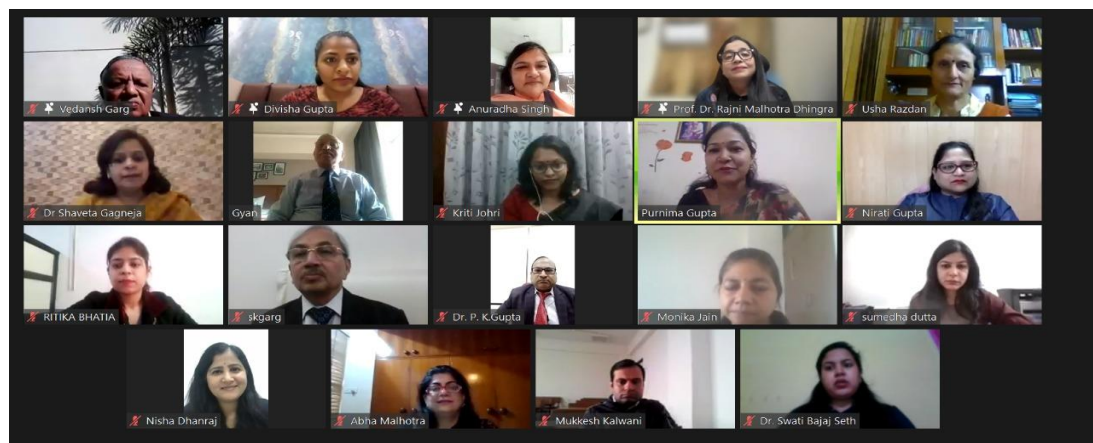 Vedansh Garg
Divisha Gupta
Anuradha Singh
Prof. Dr. Rajni Malhotra Dhingra
Usha Razdan
Dr Shaveta Gagneja
Gyan
Kriti Johri
Purnima Gupta
Nirati Gupta
RITIKA BHATIA
skgarg
Dr. P. K.Gupta
Monika Jain
sumedha dutta
Nisha Dhanraj
Abha Malhotra
Mukkesh Kalwani
Dr. Swati Bajaj Seth